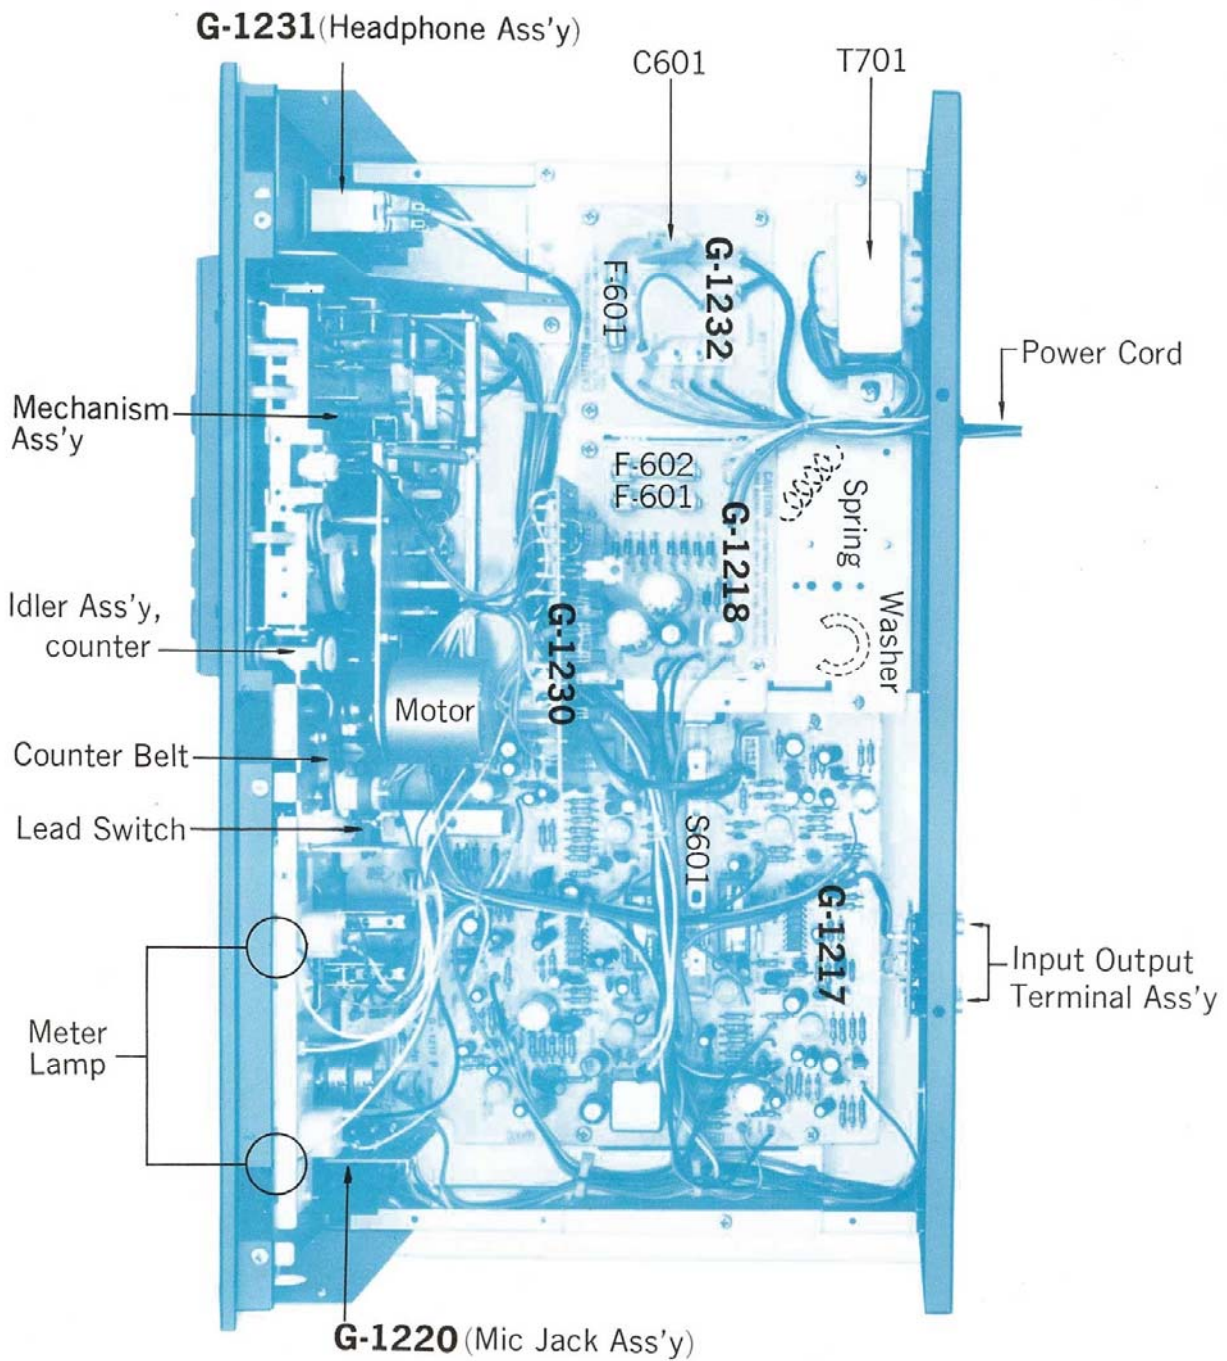 G-1231 (Headphone Ass'y)
C601
T701
F-601
G-1232
Power Cord
Mechanism
Ass'y
F-602
F-601
Spring
G-1218
Idler Ass'y,
counter
G-1230
Washer
Motor
Counter Belt
Lead Switch
S601
G-1217
Input Output
Terminal Ass'y
Meter
Lamp
G-1220 (Mic Jack Ass'y)